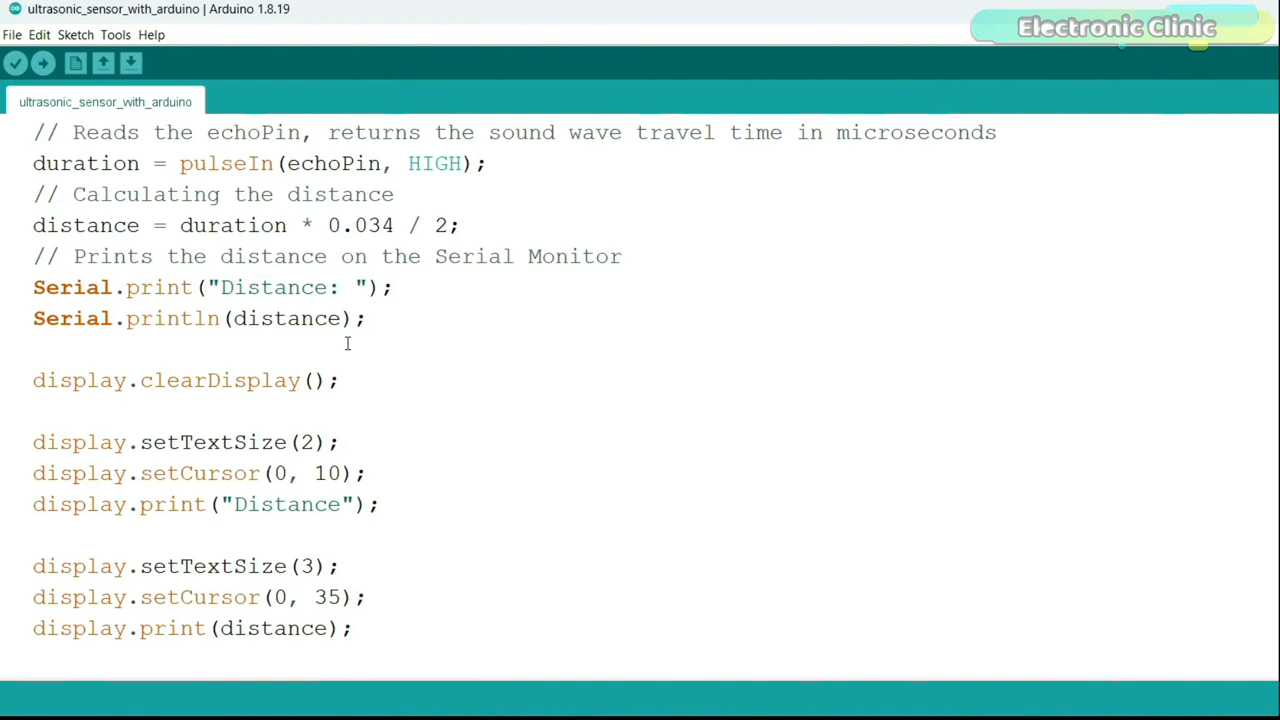 ultrasonic_sensor_with_arduino | Arduino 1.8.19
Electronic Clinic
File Edit Sketch Tools Help
ultrasonic_sensor_with_arduino
// Reads the echoPin, returns the sound wave travel time in microseconds
duration = pulseIn(echoPin, HIGH);
// Calculating the distance
distance = duration * 0.034 / 2;
// Prints the distance on the Serial Monitor
Serial.print("Distance: ");
Serial.println(distance);
display.clearDisplay();
display.setTextSize(2);
display.setCursor(0, 10);
display.print("Distance");
display.setTextSize(3);
display.setCursor(0, 35);
display.print(distance);